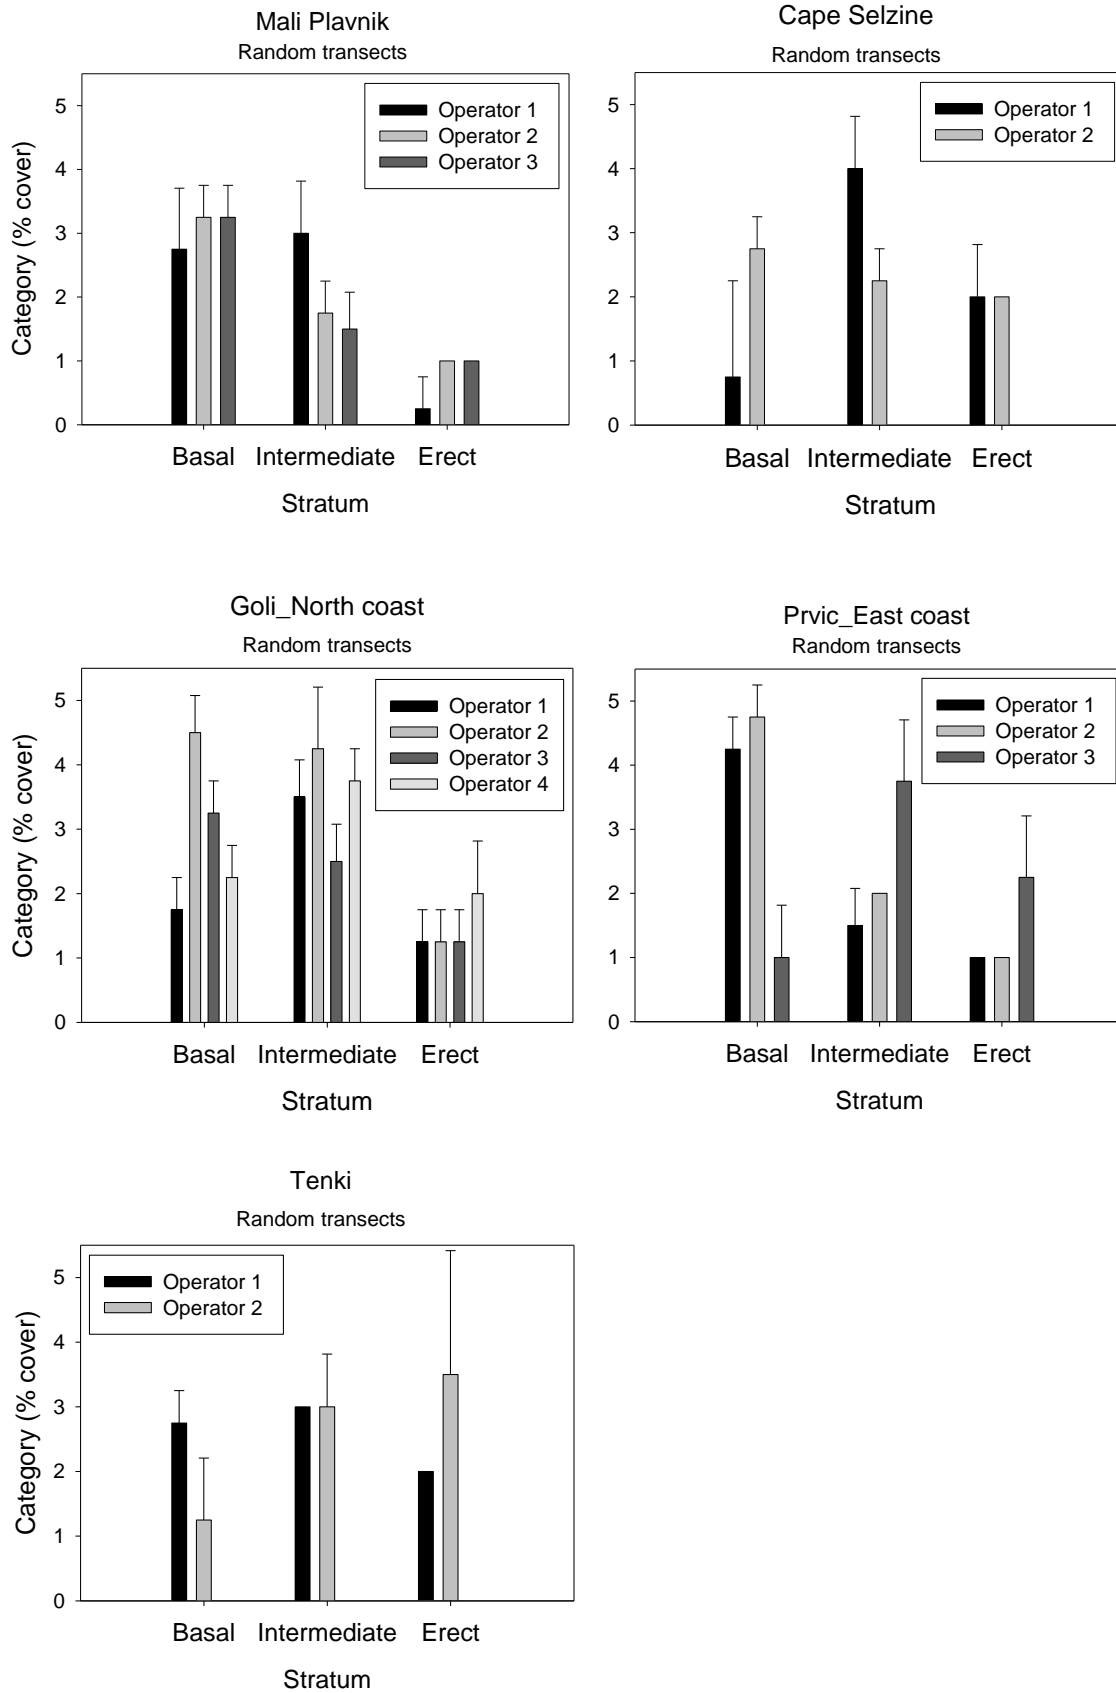 Mali Plavnik
Random transects
Operator 1
Operator 2
Operator 3
Category (% cover)
5
4
3
2
1
0
Basal Intermediate Erect
Stratum
Cape Selzine
Random transects
Operator 1
Operator 2
5
4
3
2
1
0
Basal Intermediate Erect
Stratum
Goli_North coast
Random transects
Operator 1
Operator 2
Operator 3
Operator 4
Category (% cover)
5
4
3
2
1
0
Basal Intermediate Erect
Stratum
Prvic_East coast
Random transects
Operator 1
Operator 2
Operator 3
5
4
3
2
1
0
Basal Intermediate Erect
Stratum
Tenki
Random transects
Operator 1
Operator 2
Category (% cover)
5
4
3
2
1
0
Basal Intermediate Erect
Stratum